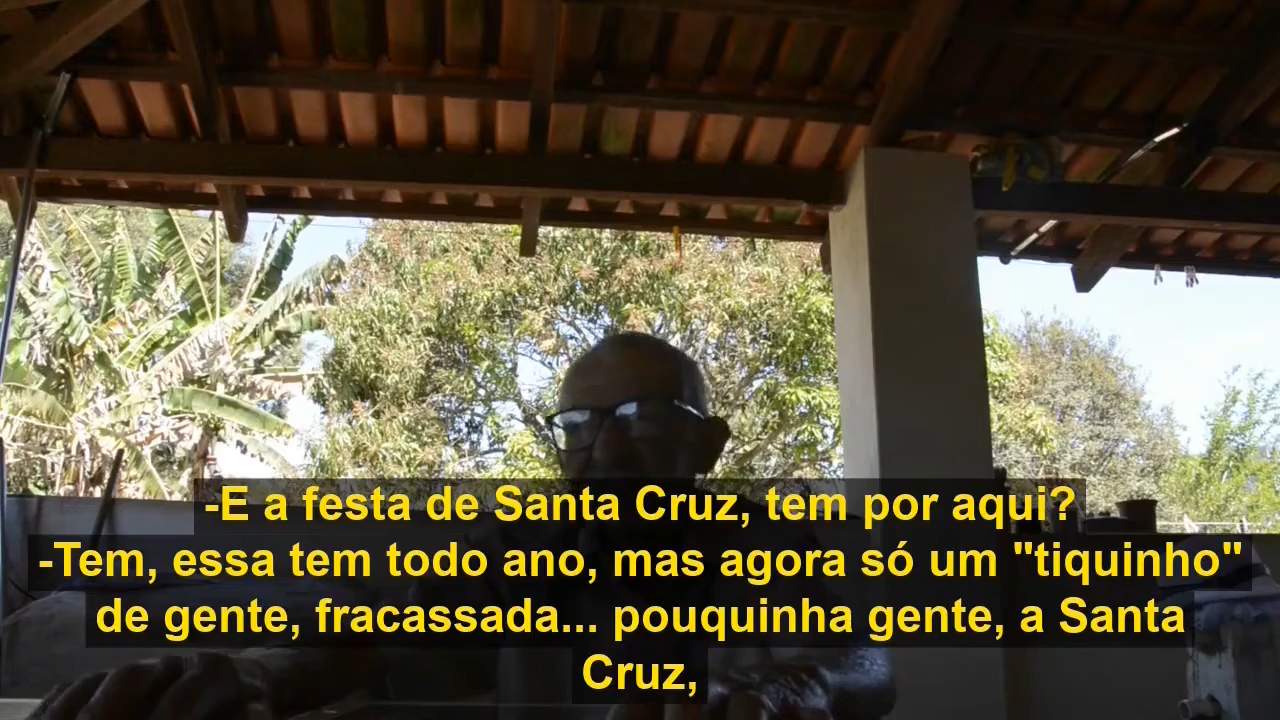 -E a festa de Santa Cruz, tem por aqui?
-Tem, essa tem todo ano, mas agora só um "tiquinho"
de gente, fracassada... pouquinha gente, a Santa
Cruz,